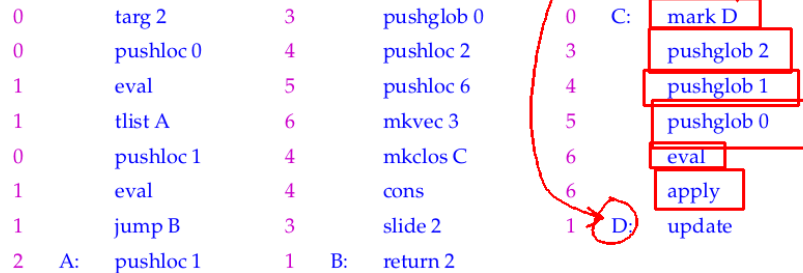 0 targ 2 3 pushglob 0 0 C: mark D
0 pushloc 0 4 pushloc 2 3 pushglob 2
1 eval 5 pushloc 6 4 pushglob 1
1 tlist A 6 mkvec 3 5 pushglob 0
0 pushloc 1 4 mkclos C 6 eval
1 eval 4 cons 6 apply
1 jump B 3 slide 2 1 D: update
2 A: pushloc 1 1 B: return 2